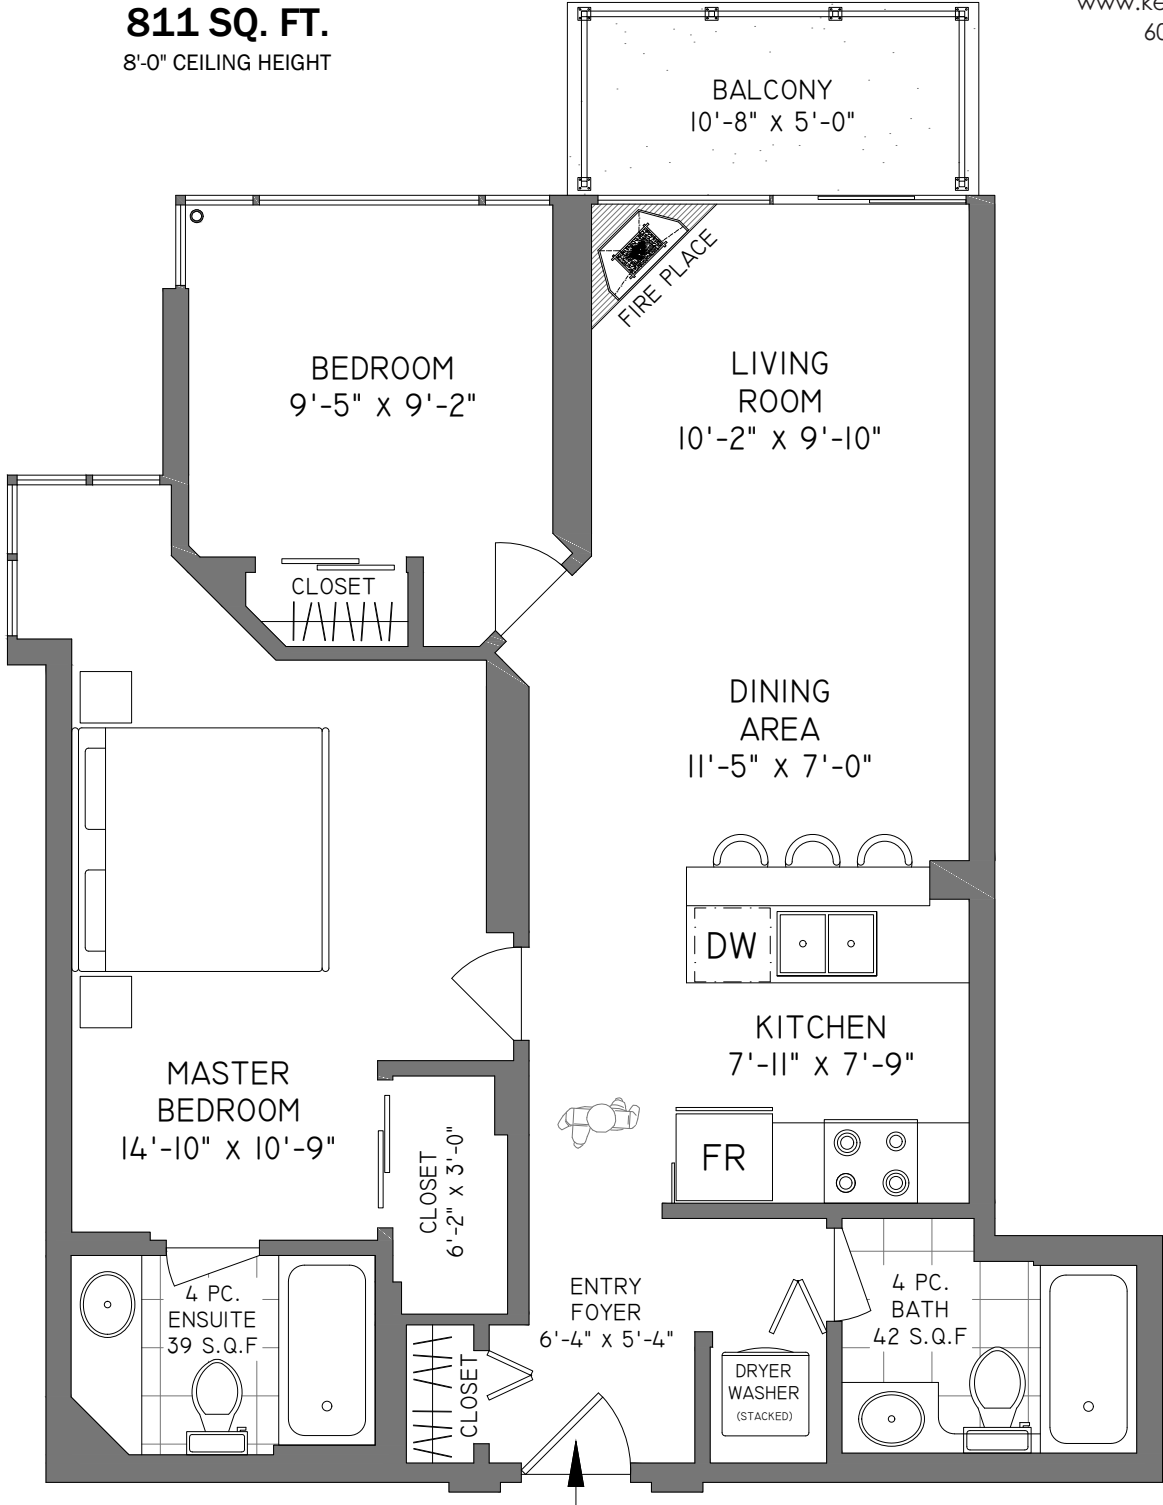 811 SQ. FT.
8'-0" CEILING HEIGHT
www.ke
60
BALCONY
10'-8" X 5'-0"
FIRE PLACE
BEDROOM
9'-5" X 9'-2"
LIVING
ROOM
10'-2" X 9'-10"
CLOSET
DINING
AREA
11'-5" X 7'-0"
DW
KITCHEN
7'-11" X 7'-9"
MASTER
BEDROOM
14'-10" X 10'-9"
CLOSET
6'-2" X 3'-0"
FR
4 PC.
ENSUITE
39 S.Q.F
ENTRY
FOYER
6'-4" X 5'-4"
4 PC.
BATH
42 S.Q.F
CLOSET
DRYER
WASHER
(STACKED)